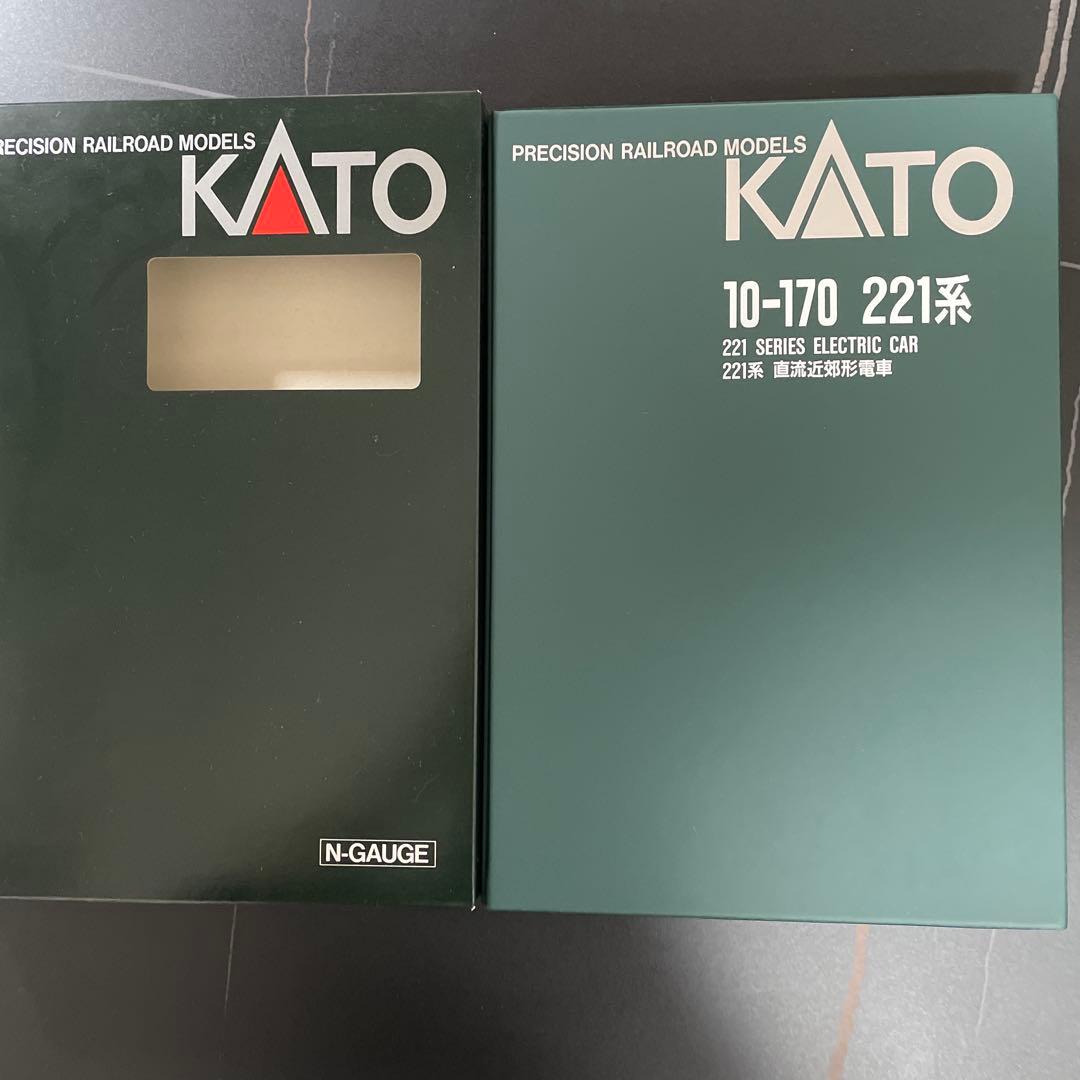 RECISION RAILROAD MODELS
KATO
N-GAUGE
PRECISION RAILROAD MODELS
KATO
10-170 221系
221 SERIES ELECTRIC CAR
221系 直流近郊形電車